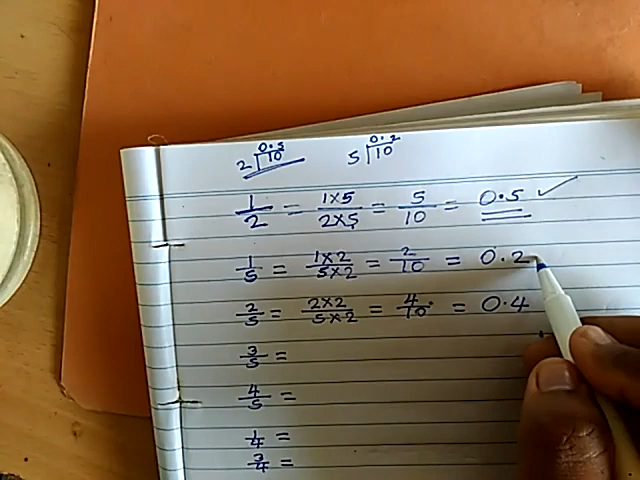 0.5 0.2
2 10 5 10
1/2 = 1×5/2×5 = 5/10 = 0.5 ✓
1/5 = 1×2/5×2 = 2/10 = 0.2
2/5 = 2×2/5×2 = 4/10 = 0.4
3/5 =
4/5 =
1/4 =
3/4 =